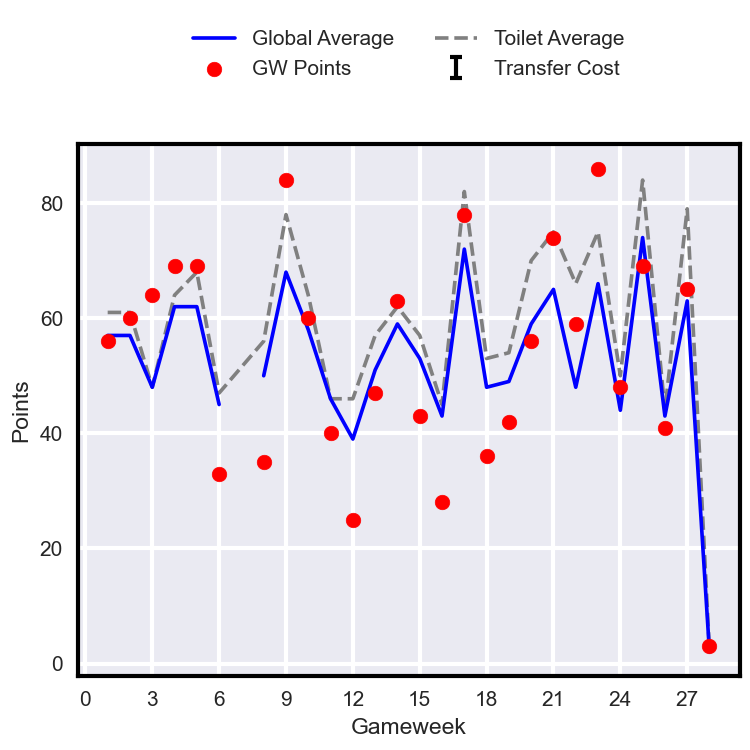 Global Average
Toilet Average
GW Points
Transfer Cost
80
60
40
20
0
Points
0 3 6 9 12 15 18 21 24 27
Gameweek